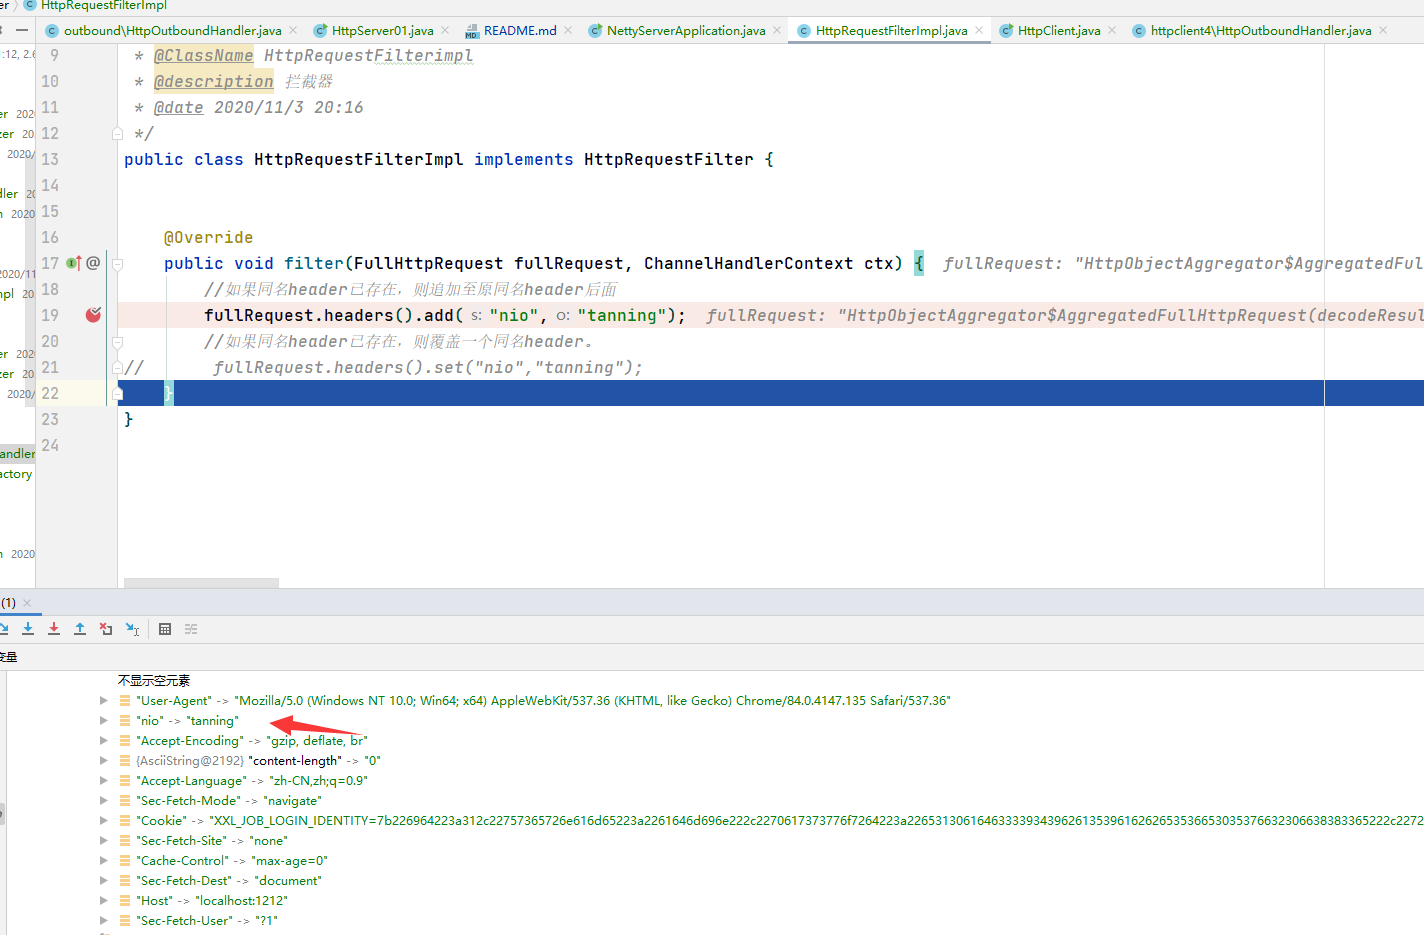 er 〉 HttpRequestFilterImpl
outbound\HttpOutboundHandler.java HttpServer01.java README.md NettyServerApplication.java HttpRequestFilterImpl.java HttpClient.java httpclient4\HttpOutboundHandler.java
9 * @ClassName HttpRequestFilterimpl
10 * @description 拦截器
11 * @date 2020/11/3 20:16
12 */
13 public class HttpRequestFilterImpl implements HttpRequestFilter {
14
15
16 @Override
17 public void filter(FullHttpRequest fullRequest, ChannelHandlerContext ctx) { fullRequest: "HttpObjectAggregator$AggregatedFul
18 //如果同名header已存在，则追加至原同名header后面
19 fullRequest.headers().add( s: "nio", o: "tanning"); fullRequest: "HttpObjectAggregator$AggregatedFullHttpRequest(decodeResul
20 //如果同名header已存在，则覆盖一个同名header。
21 // fullRequest.headers().set("nio","tanning");
22 }
23 }
24
(1)
变量
不显示空元素
"User-Agent" -> "Mozilla/5.0 (Windows NT 10.0; Win64; x64) AppleWebKit/537.36 (KHTML, like Gecko) Chrome/84.0.4147.135 Safari/537.36"
"nio" -> "tanning"
"Accept-Encoding" -> "gzip, deflate, br"
{AsciiString@2192} "content-length" -> "0"
"Accept-Language" -> "zh-CN,zh;q=0.9"
"Sec-Fetch-Mode" -> "navigate"
"Cookie" -> "XXL_JOB_LOGIN_IDENTITY=
"Sec-Fetch-Site" -> "none"
"Cache-Control" -> "max-age=0"
"Sec-Fetch-Dest" -> "document"
"Host" -> "localhost:1212"
"Sec-Fetch-User" -> "?1"